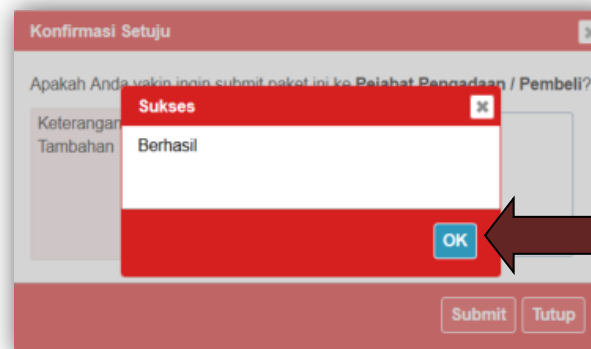 Konfirmasi Setuju
Apakah Anda yakin ingin submit paket ini ke Pejabat Pengadaan / Pembeli?
Sukses
Keterangan
Tambahan
Berhasil
OK
Submit
Tutup